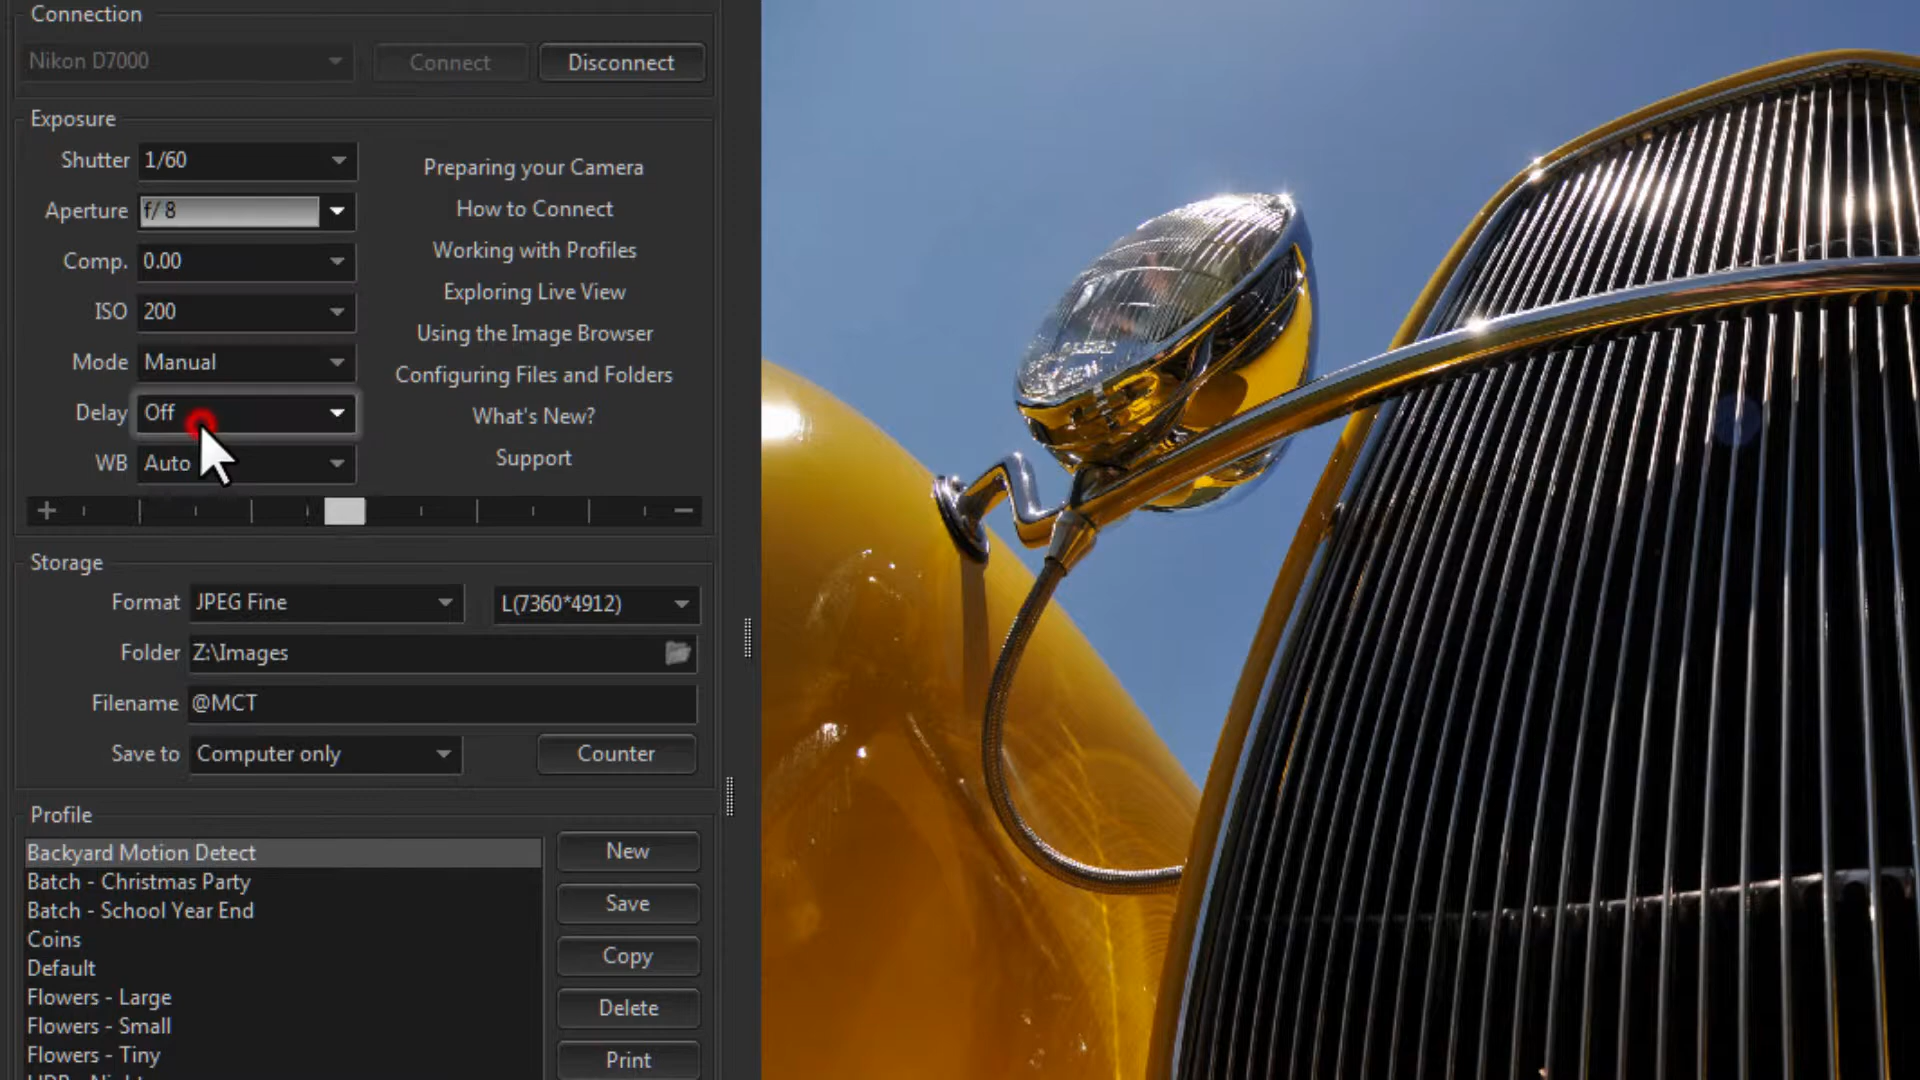 Connection
Nikon D7000
Connect
Disconnect
Exposure
Shutter 1/60
Aperture f/ 8
Comp. 0.00
ISO 200
Mode Manual
Delay Off
WB Auto
Preparing your Camera
How to Connect
Working with Profiles
Exploring Live View
Using the Image Browser
Configuring Files and Folders
What's New?
Support
+ −
Storage
Format JPEG Fine L(7360*4912)
Folder Z:\Images
Filename @MCT
Save to Computer only Counter
Profile
Backyard Motion Detect
Batch - Christmas Party
Batch - School Year End
Coins
Default
Flowers - Large
Flowers - Small
Flowers - Tiny
New
Save
Copy
Delete
Print